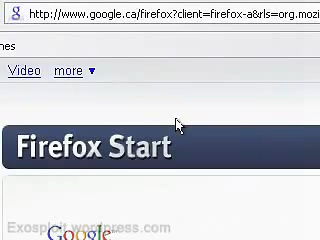 http://www.google.ca/firefox?client=firefox-a&rls=org.mozi
nes
Video more ▼
Firefox Start
Google
Exosploit.wordpress.com